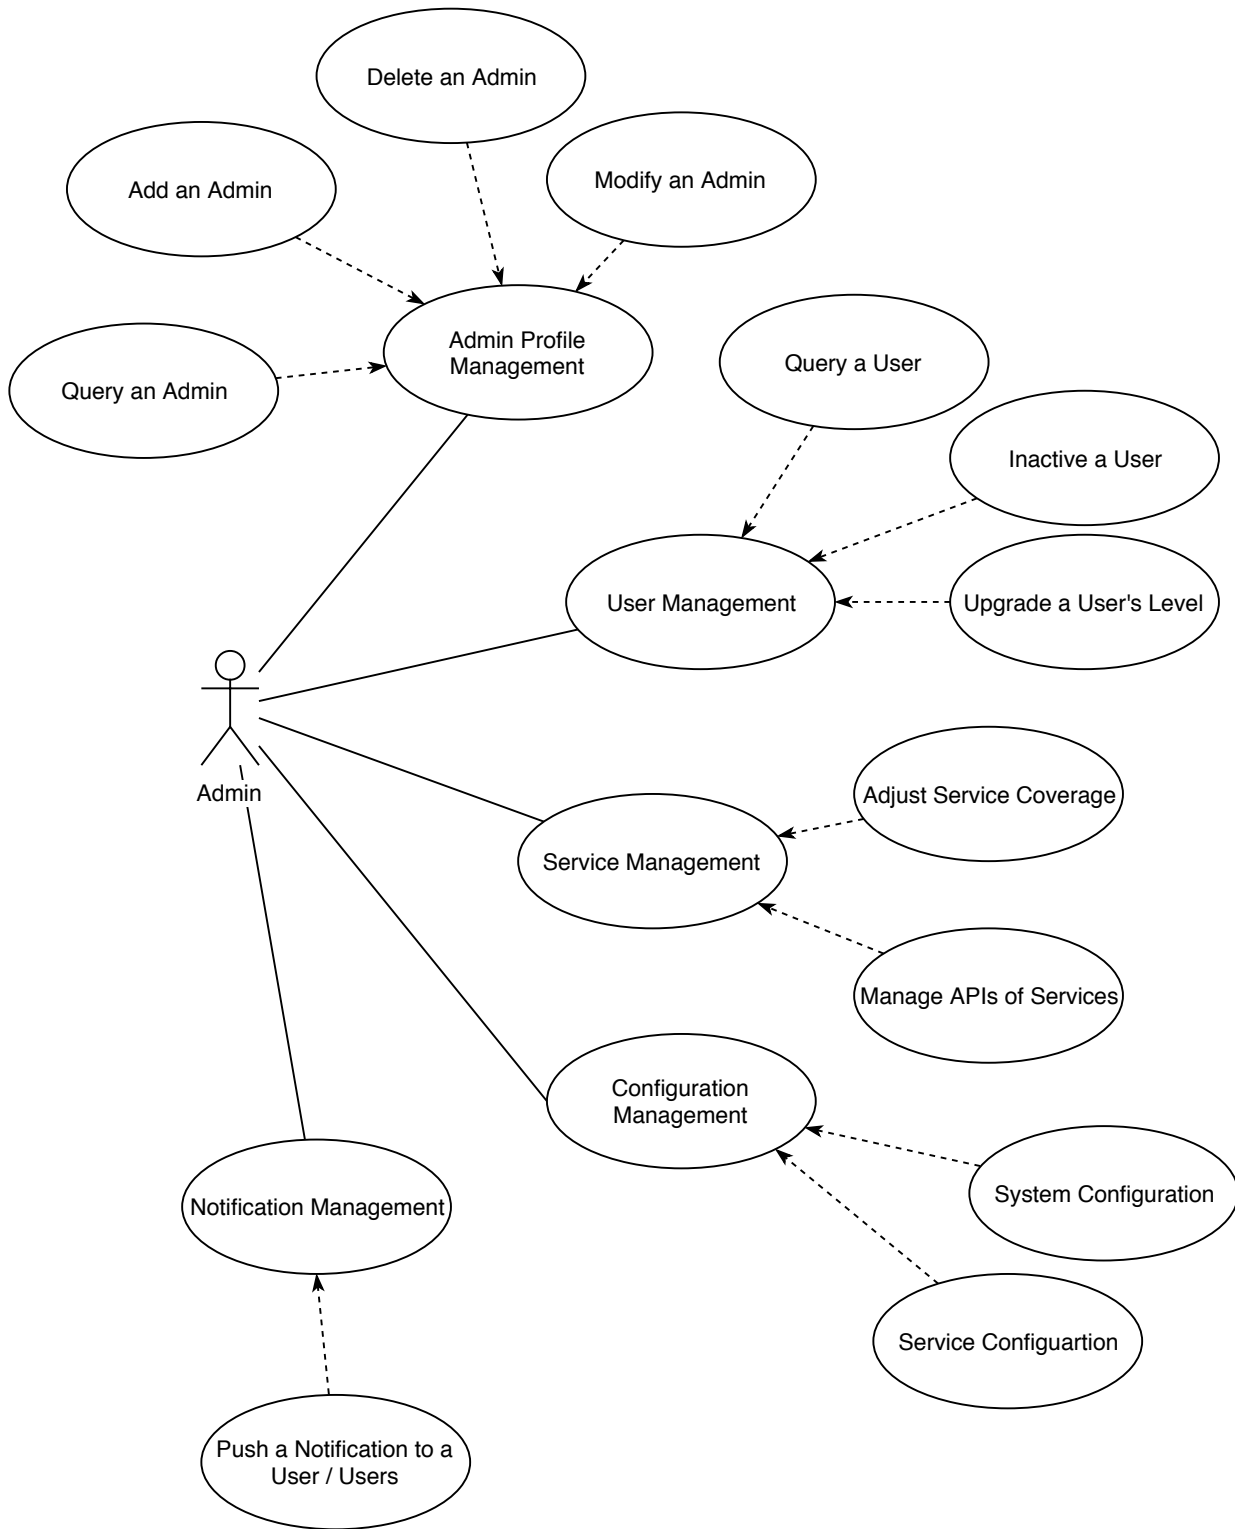 Delete an Admin
Modify an Admin
Add an Admin
Admin Profile
Management
Query a User
Query an Admin
Inactive a User
User Management
Upgrade a User's Level
Admin
Adjust Service Coverage
Service Management
Manage APIs of Services
Configuration
Management
System Configuration
Notification Management
Service Configuartion
Push a Notification to a
User / Users